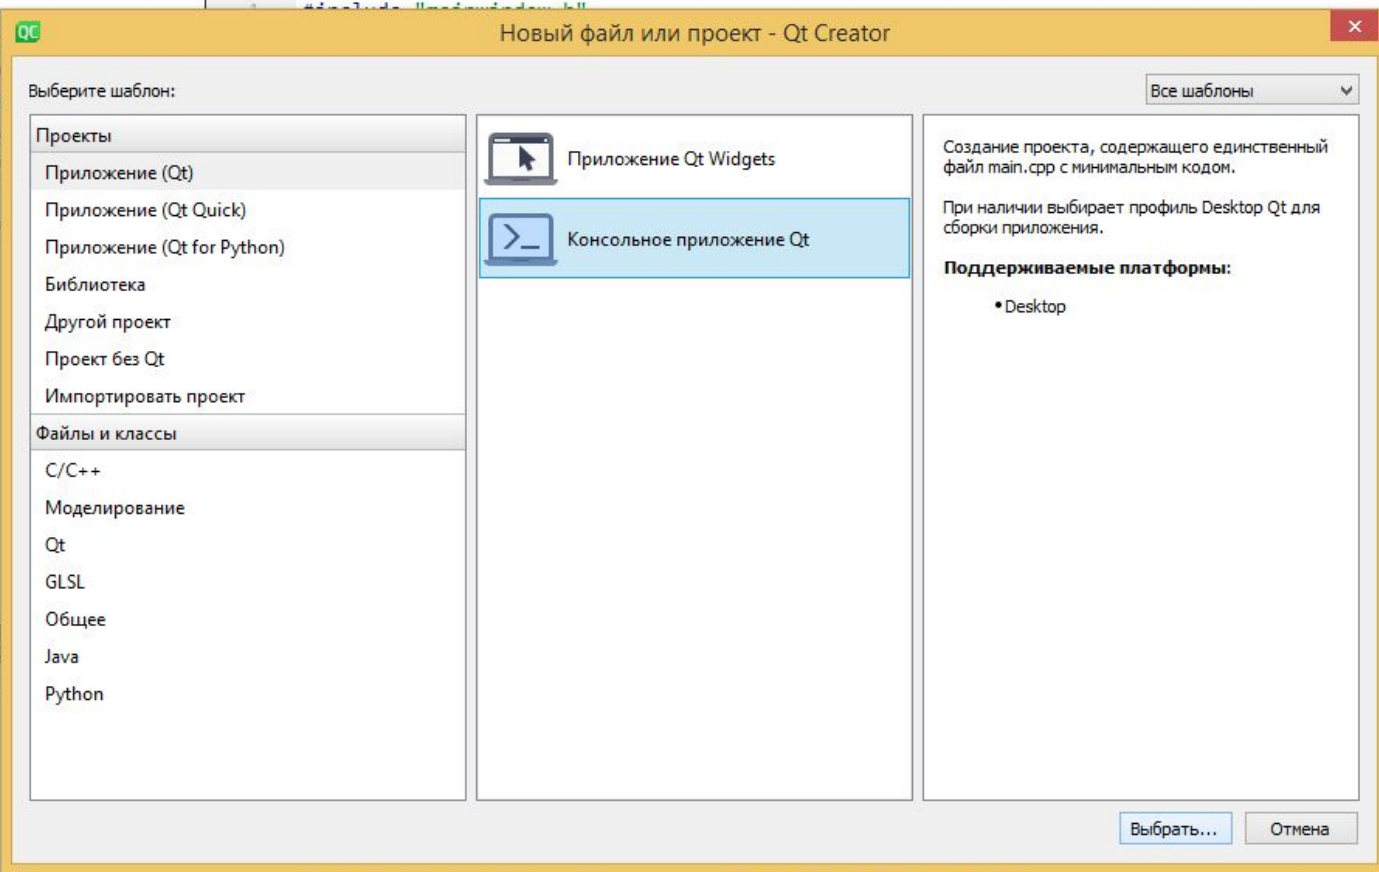 1 #include "mainwindow.h"
QC Новый файл или проект - Qt Creator
Выберите шаблон:
Все шаблоны
Проекты
Приложение (Qt)
Приложение (Qt Quick)
Приложение (Qt for Python)
Библиотека
Другой проект
Проект без Qt
Импортировать проект
Файлы и классы
C/C++
Моделирование
Qt
GLSL
Общее
Java
Python
Приложение Qt Widgets
Консольное приложение Qt
Создание проекта, содержащего единственный
файл main.cpp с минимальным кодом.
При наличии выбирает профиль Desktop Qt для
сборки приложения.
Поддерживаемые платформы:
• Desktop
Выбрать...
Отмена